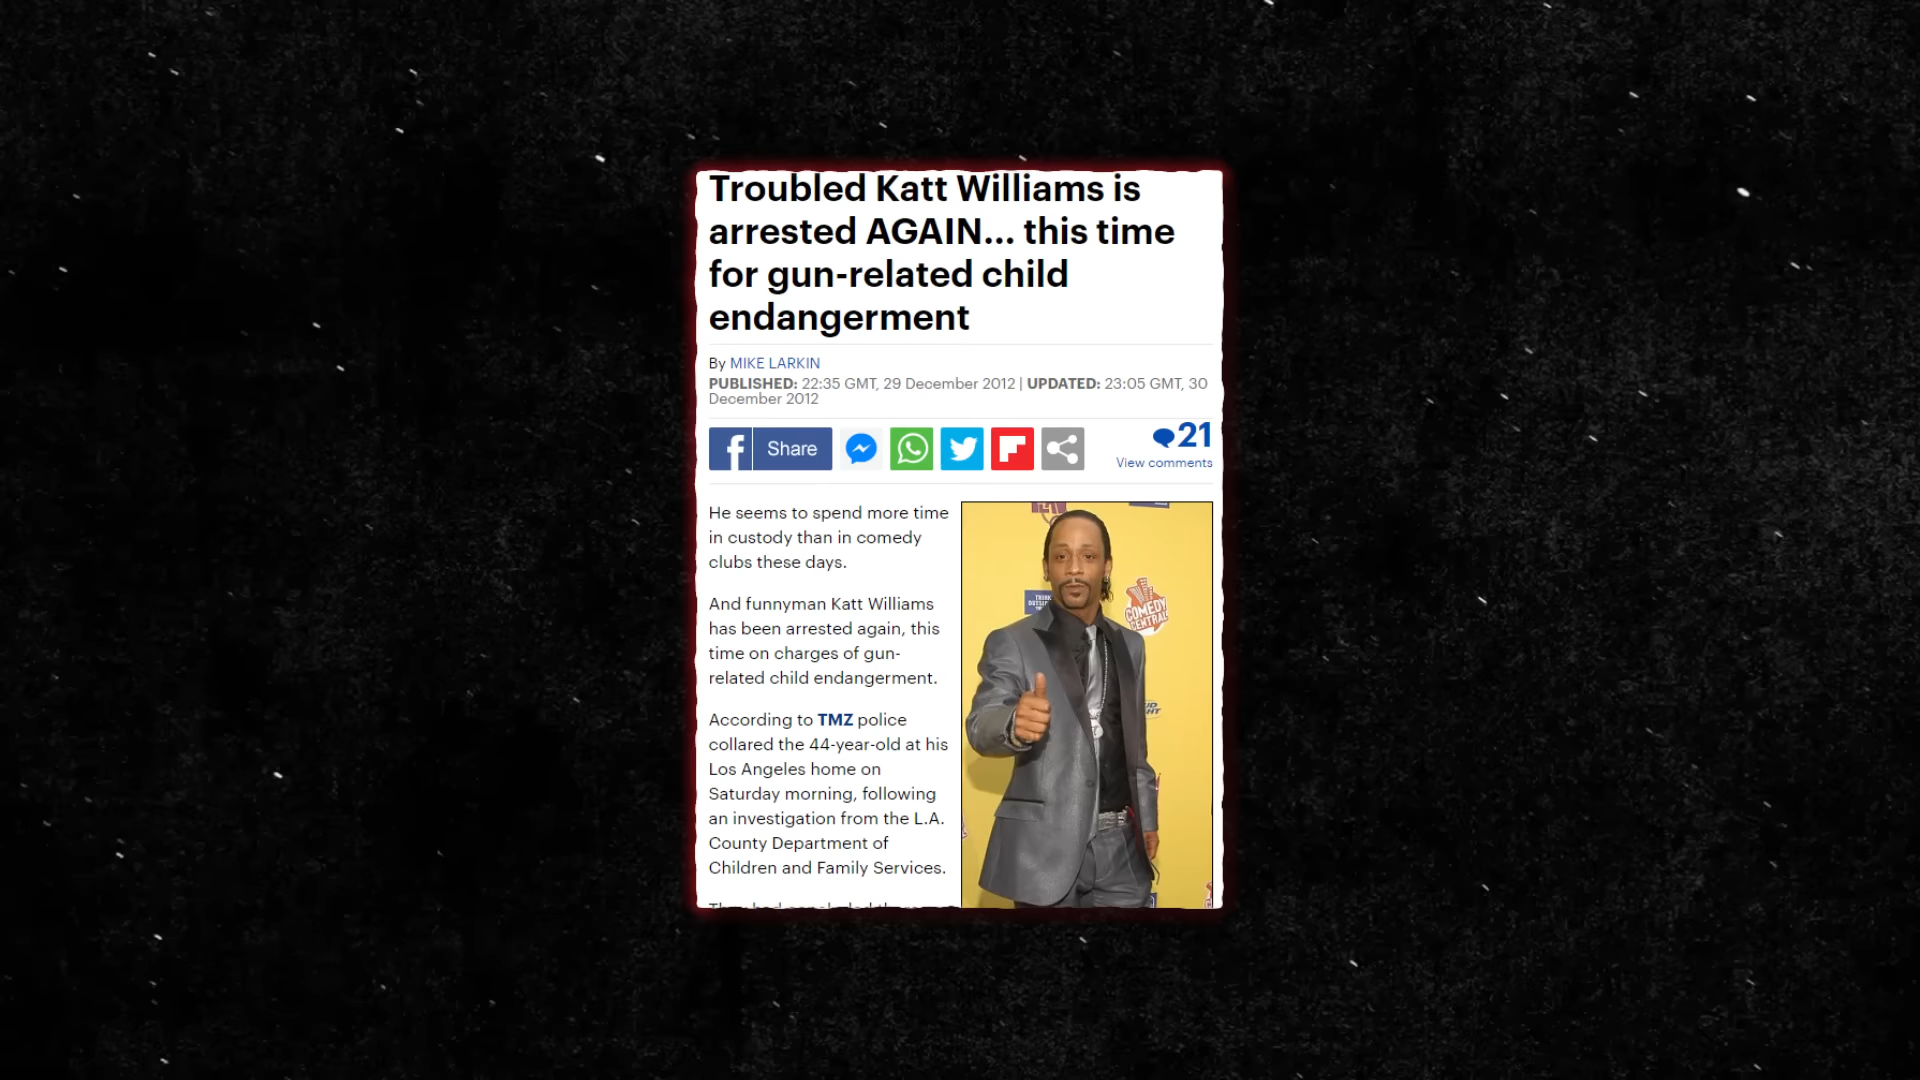 Troubled Katt Williams is
arrested AGAIN... this time
for gun-related child
endangerment
By MIKE LARKIN
PUBLISHED: 22:35 GMT, 29 December 2012 | UPDATED: 23:05 GMT, 30
December 2012
f Share
21
View comments
He seems to spend more time
in custody than in comedy
clubs these days.
And funnyman Katt Williams
has been arrested again, this
time on charges of gun-
related child endangerment.
According to TMZ police
collared the 44-year-old at his
Los Angeles home on
Saturday morning, following
an investigation from the L.A.
County Department of
Children and Family Services.
COMEDY
CENTRAL